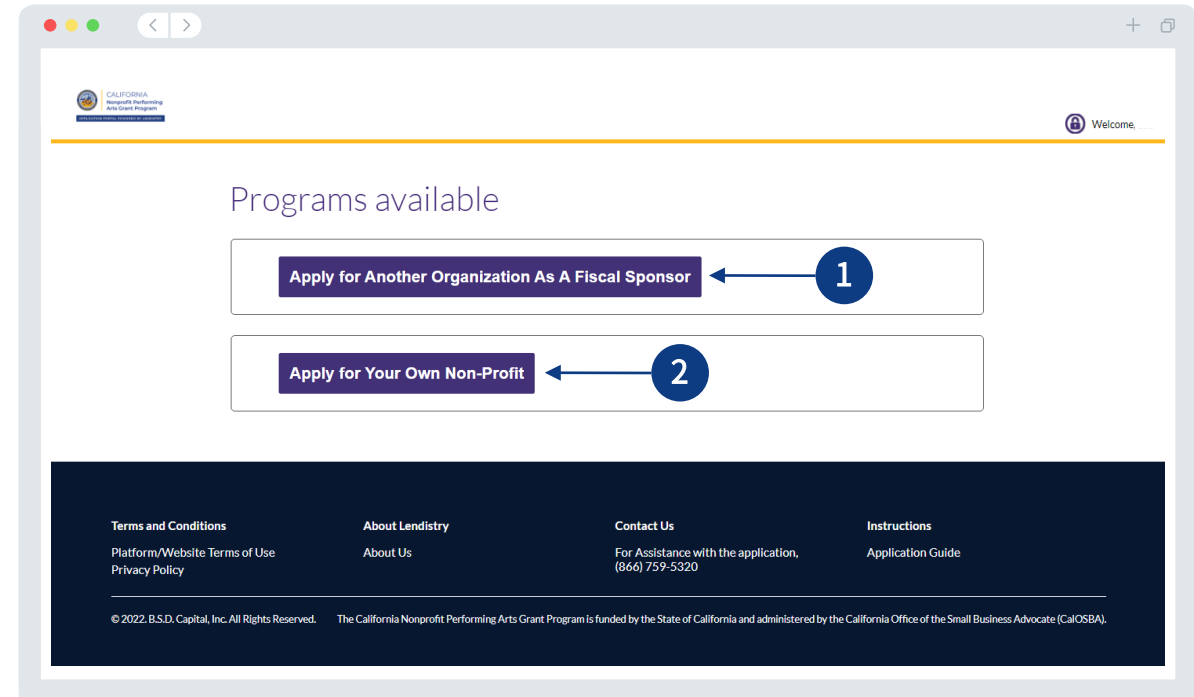 CALIFORNIA
Nonprofit Performing
Arts Grant Program
Welcome,
Programs available
Apply for Another Organization As A Fiscal Sponsor
1
Apply for Your Own Non-Profit
2
Terms and Conditions
About Lendistry
Contact Us
Instructions
Platform/Website Terms of Use
About Us
For Assistance with the application,
Application Guide
Privacy Policy
(866) 759-5320
© 2022. B.S.D. Capital, Inc. All Rights Reserved.
The California Nonprofit Performing Arts Grant Program is funded by the State of California and administered by the California Office of the Small Business Advocate (CalOSBA).